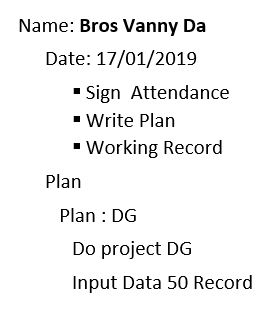 Name: Bros Vanny Da
Date: 17/01/2019
▪ Sign Attendance
▪ Write Plan
▪ Working Record
Plan
Plan : DG
Do project DG
Input Data 50 Record